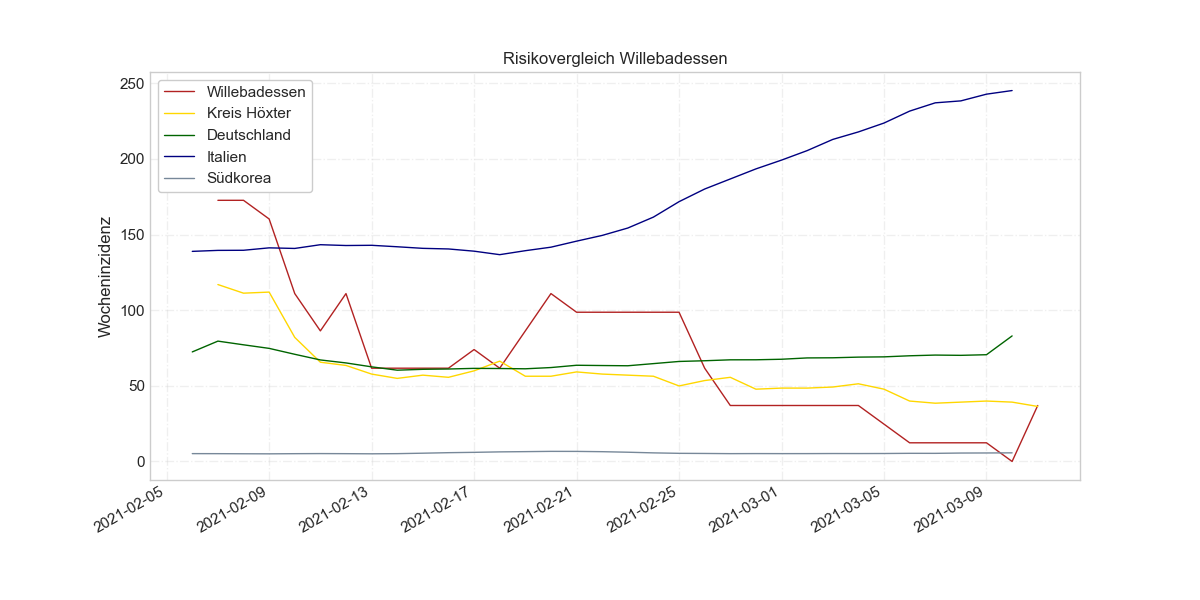 Risikovergleich Willebadessen
Wocheninzidenz
250
200
150
100
50
0
Willebadessen
Kreis Höxter
Deutschland
Italien
Südkorea
2021-02-05
2021-02-09
2021-02-13
2021-02-17
2021-02-21
2021-02-25
2021-03-01
2021-03-05
2021-03-09